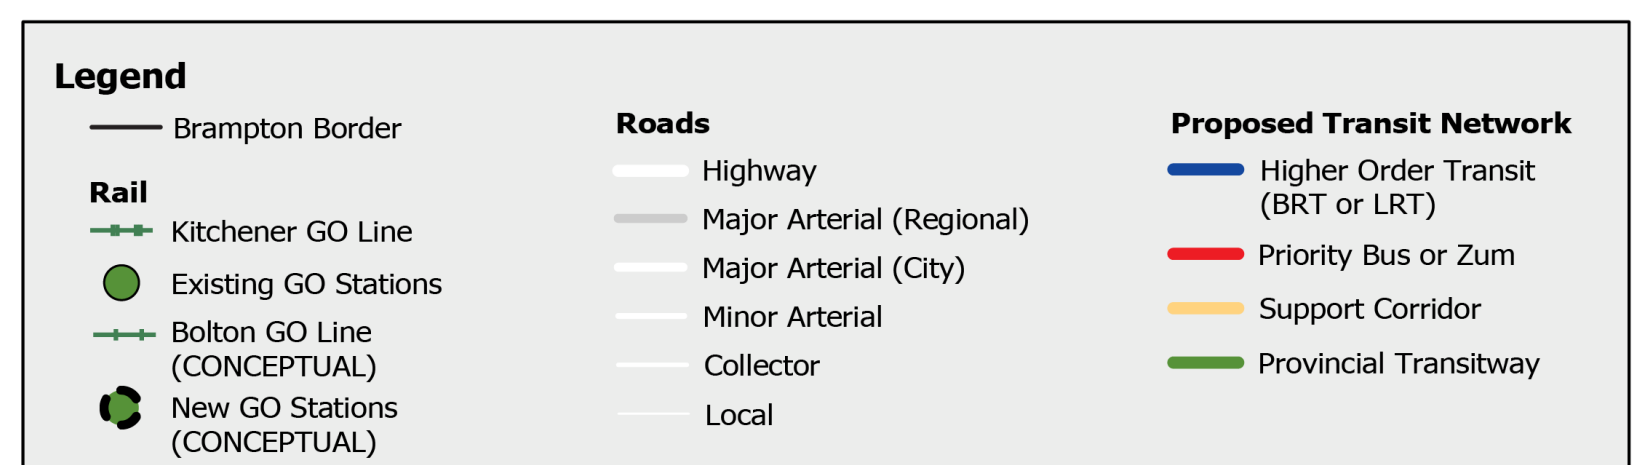 Legend
Brampton Border
Rail
Kitchener GO Line
Existing GO Stations
Bolton GO Line
(CONCEPTUAL)
New GO Stations
(CONCEPTUAL)
Roads
Highway
Major Arterial (Regional)
Major Arterial (City)
Minor Arterial
Collector
Local
Proposed Transit Network
Higher Order Transit
(BRT or LRT)
Priority Bus or Zum
Support Corridor
Provincial Transitway